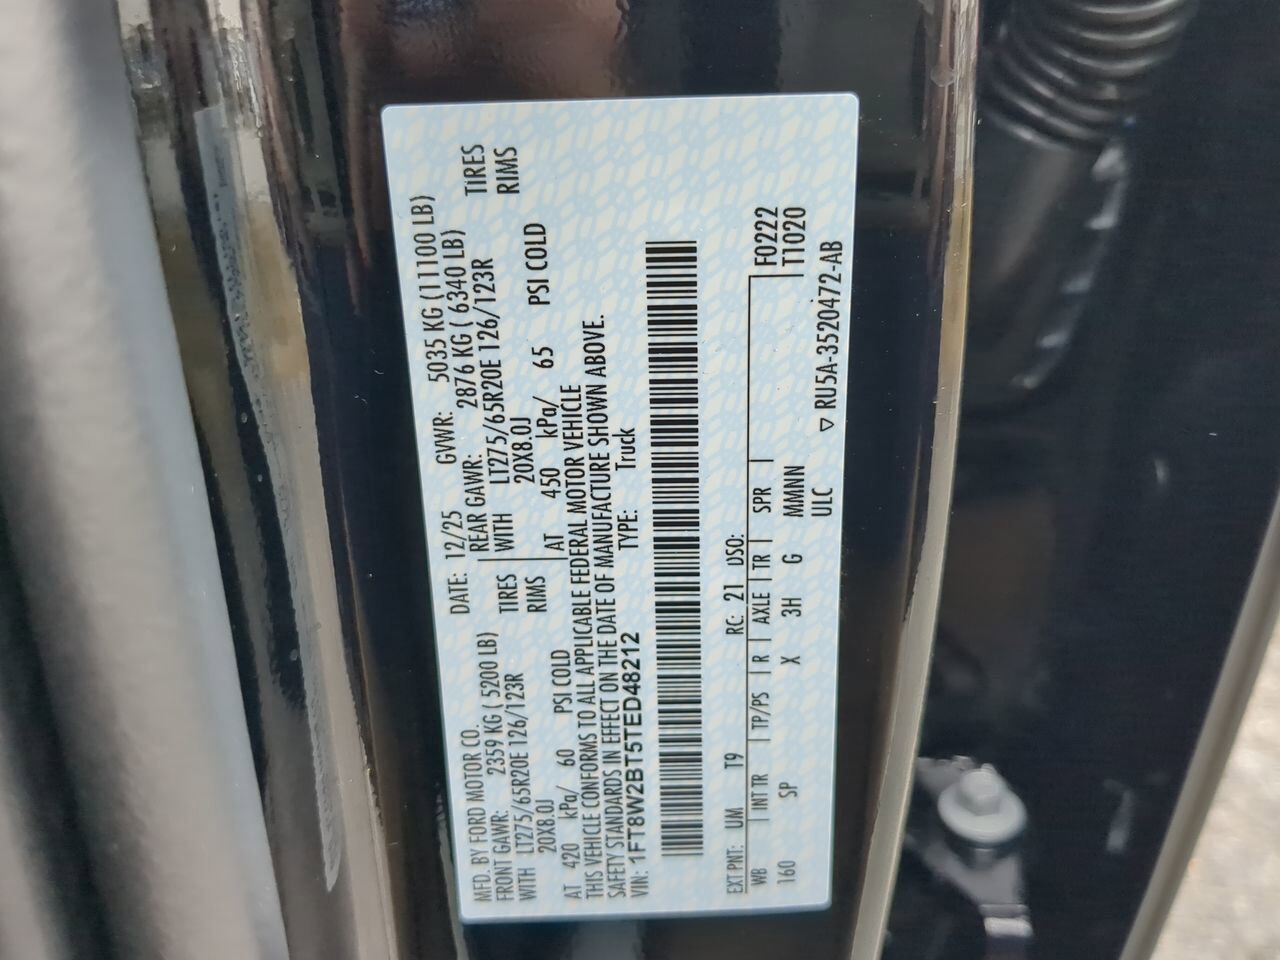 MFD. BY FORD MOTOR CO. DATE: 12/25 GVWR: 5035 KG (11100 LB)
FRONT GAWR: 2359 KG ( 5200 LB) REAR GAWR: 2876 KG ( 6340 LB)
WITH LT275/65R20E 126/123R TIRES WITH LT275/65R20E 126/123R TIRES
20X8.0J RIMS 20X8.0J RIMS
AT 420 kPa/ 60 PSI COLD AT 450 kPa/ 65 PSI COLD
THIS VEHICLE CONFORMS TO ALL APPLICABLE FEDERAL MOTOR VEHICLE
SAFETY STANDARDS IN EFFECT ON THE DATE OF MANUFACTURE SHOWN ABOVE.
VIN: 1FT8W2BT5TED48212 TYPE: Truck
EXT PNT: UM T9 RC: 21 DSO:
WB INT TR TP/PS R AXLE TR SPR F0222
160 SP X 3H G MMNN T1020
ULC ▽ RU5A-3520472-AB